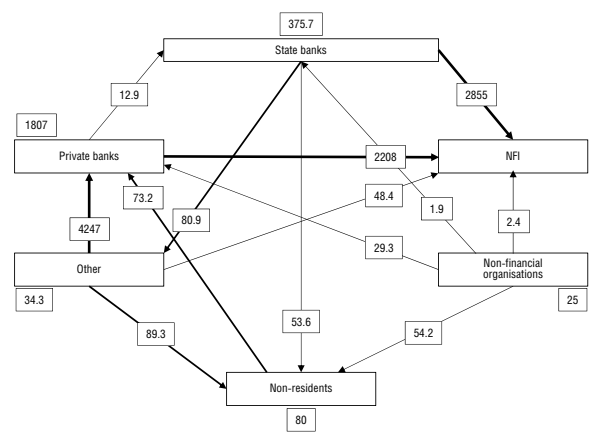 375.7
State banks
12.9
2855
1807
Private banks
2208
NFI
73.2
48.4
4247
80.9
1.9
2.4
29.3
Other
Non-financial
organisations
34.3
25
89.3
53.6
54.2
Non-residents
80